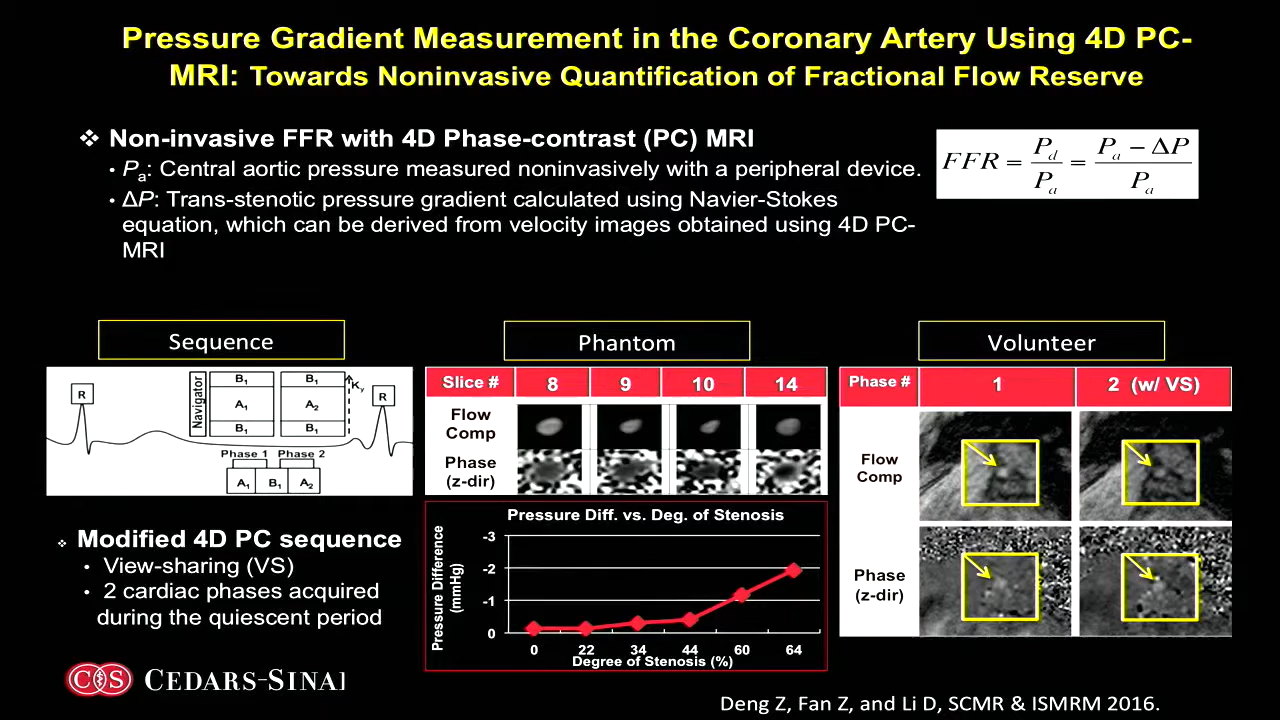 Pressure Gradient Measurement in the Coronary Artery Using 4D PC-
MRI: Towards Noninvasive Quantification of Fractional Flow Reserve
❖ Non-invasive FFR with 4D Phase-contrast (PC) MRI
• Pa: Central aortic pressure measured noninvasively with a peripheral device.
• ΔP: Trans-stenotic pressure gradient calculated using Navier-Stokes
equation, which can be derived from velocity images obtained using 4D PC-
MRI
FFR = Pd/Pa = (Pa − ΔP)/Pa
Sequence
R
Navigator
B1
A1
B1
B1
A2
B1
Ky
R
Phase 1 Phase 2
A1 B1 A2
❖ Modified 4D PC sequence
• View-sharing (VS)
• 2 cardiac phases acquired
during the quiescent period
Phantom
Slice # 8 9 10 14
Flow
Comp
Phase
(z-dir)
Pressure Diff. vs. Deg. of Stenosis
Pressure Difference
(mmHg)
-3
-2
-1
0
0 22 34 44 60 64
Degree of Stenosis (%)
Volunteer
Phase # 1 2 (w/ VS)
Flow
Comp
Phase
(z-dir)
CS CEDARS-SINAI
Deng Z, Fan Z, and Li D, SCMR & ISMRM 2016.